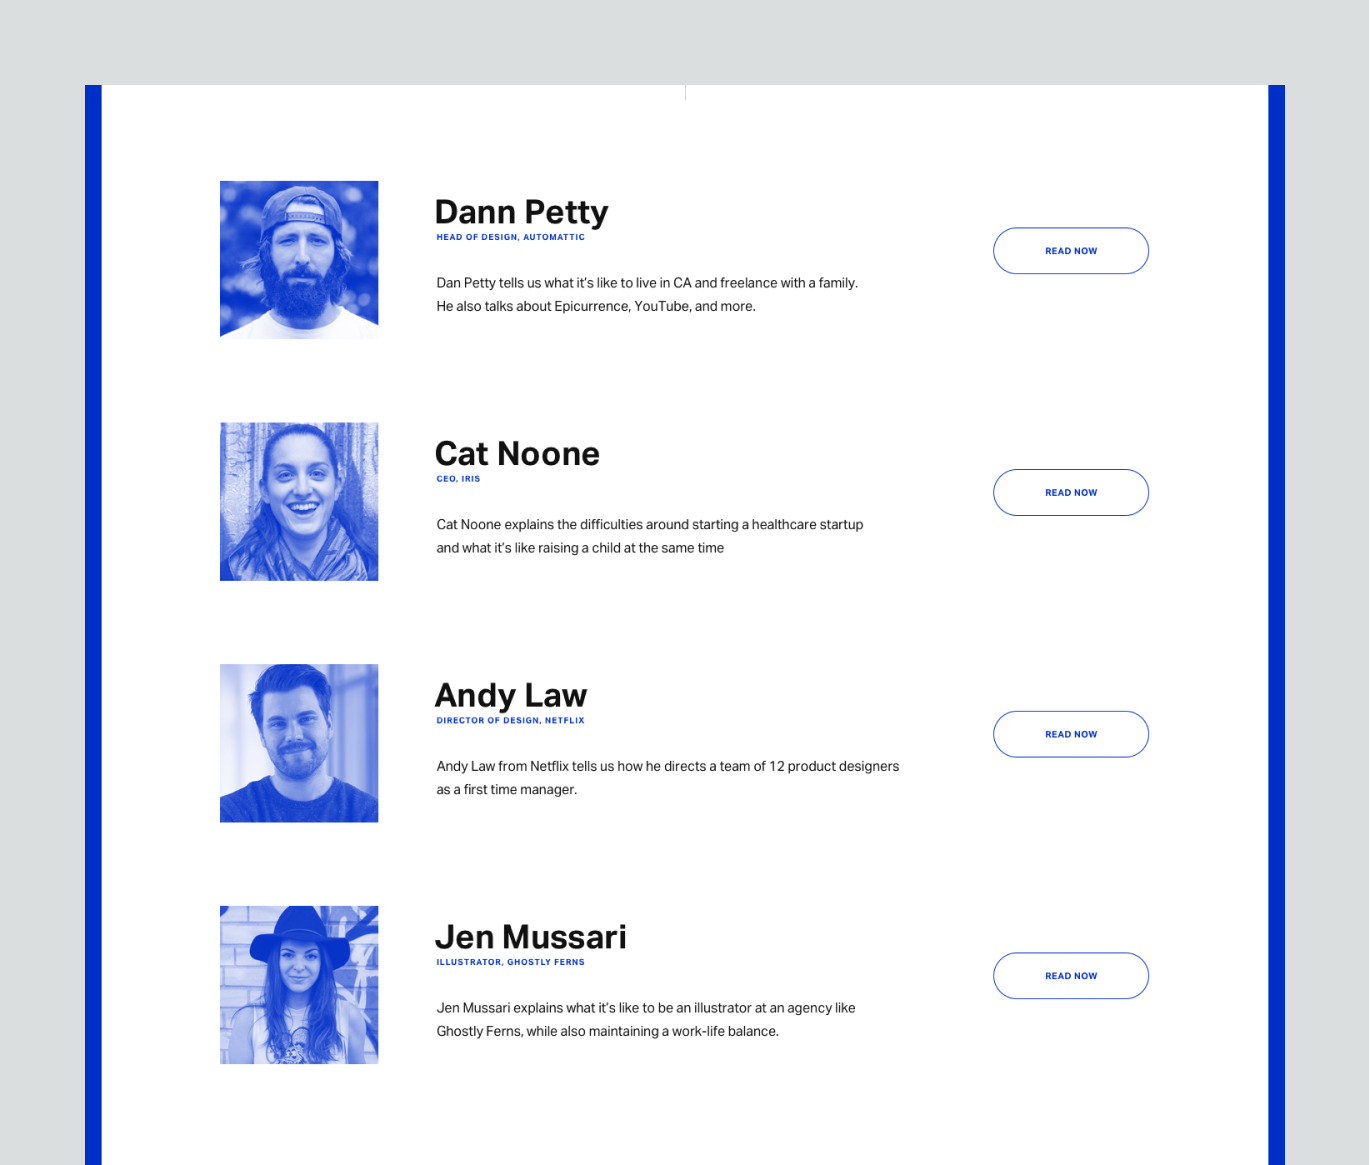 Dann Petty
HEAD OF DESIGN, AUTOMATTIC
READ NOW
Dan Petty tells us what it's like to live in CA and freelance with a family.
He also talks about Epicurrence, YouTube, and more.
Cat Noone
CEO, IRIS
READ NOW
Cat Noone explains the difficulties around starting a healthcare startup
and what it's like raising a child at the same time
Andy Law
DIRECTOR OF DESIGN, NETFLIX
READ NOW
Andy Law from Netflix tells us how he directs a team of 12 product designers
as a first time manager.
Jen Mussari
ILLUSTRATOR, GHOSTLY FERNS
READ NOW
Jen Mussari explains what it's like to be an illustrator at an agency like
Ghostly Ferns, while also maintaining a work-life balance.